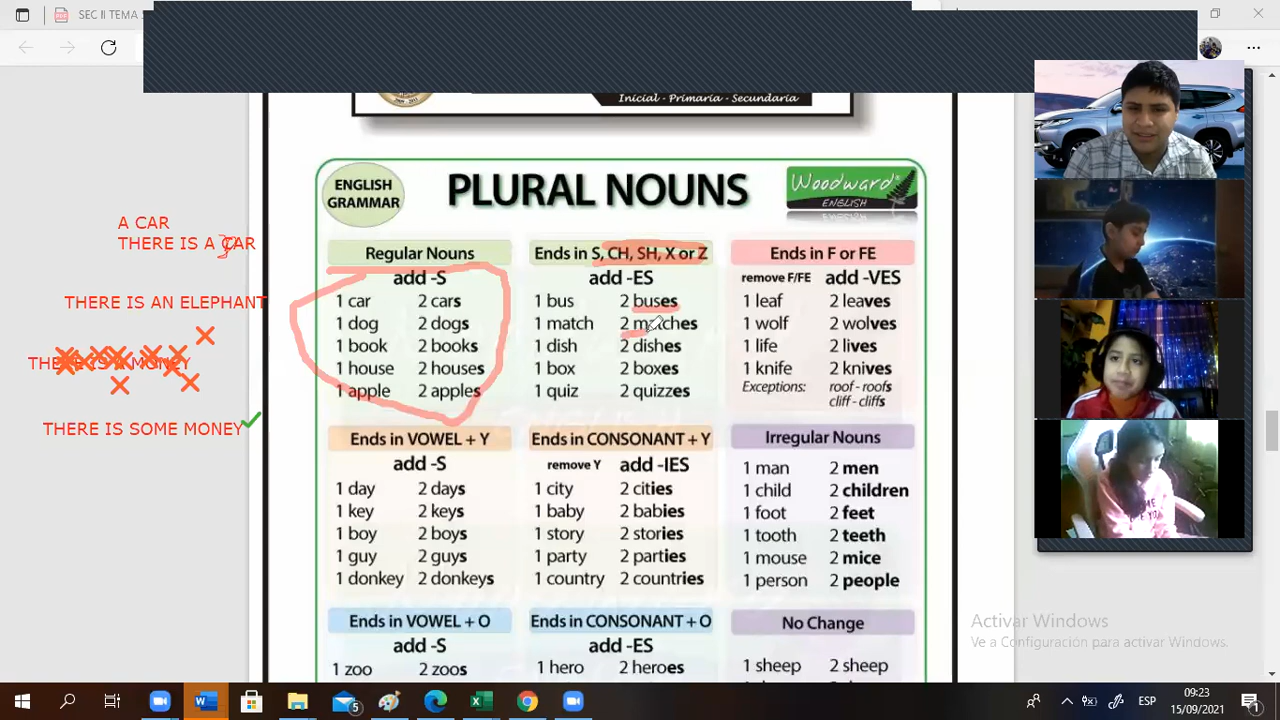 SEC II TEMA
Inicial - Primaria - Secundaria
ENGLISH
GRAMMAR
PLURAL NOUNS
Woodward
ENGLISH
A CAR
THERE IS A CAR
THERE IS AN ELEPHANT
THERE IS A MONEY
THERE IS SOME MONEY
Regular Nouns
add -S
1 car 2 cars
1 dog 2 dogs
1 book 2 books
1 house 2 houses
1 apple 2 apples
Ends in S, CH, SH, X or Z
add -ES
1 bus 2 buses
1 match 2 matches
1 dish 2 dishes
1 box 2 boxes
1 quiz 2 quizzes
Ends in F or FE
remove F/FE add -VES
1 leaf 2 leaves
1 wolf 2 wolves
1 life 2 lives
1 knife 2 knives
Exceptions: roof - roofs
cliff - cliffs
Ends in VOWEL + Y
add -S
1 day 2 days
1 key 2 keys
1 boy 2 boys
1 guy 2 guys
1 donkey 2 donkeys
Ends in CONSONANT + Y
remove Y add -IES
1 city 2 cities
1 baby 2 babies
1 story 2 stories
1 party 2 parties
1 country 2 countries
Irregular Nouns
1 man 2 men
1 child 2 children
1 foot 2 feet
1 tooth 2 teeth
1 mouse 2 mice
1 person 2 people
Ends in VOWEL + O
add -S
1 zoo 2 zoos
Ends in CONSONANT + O
add -ES
1 hero 2 heroes
No Change
1 sheep 2 sheep
Activar Windows
Ve a Configuración para activar Windows.
5
ESP
09:23
15/09/2021
1